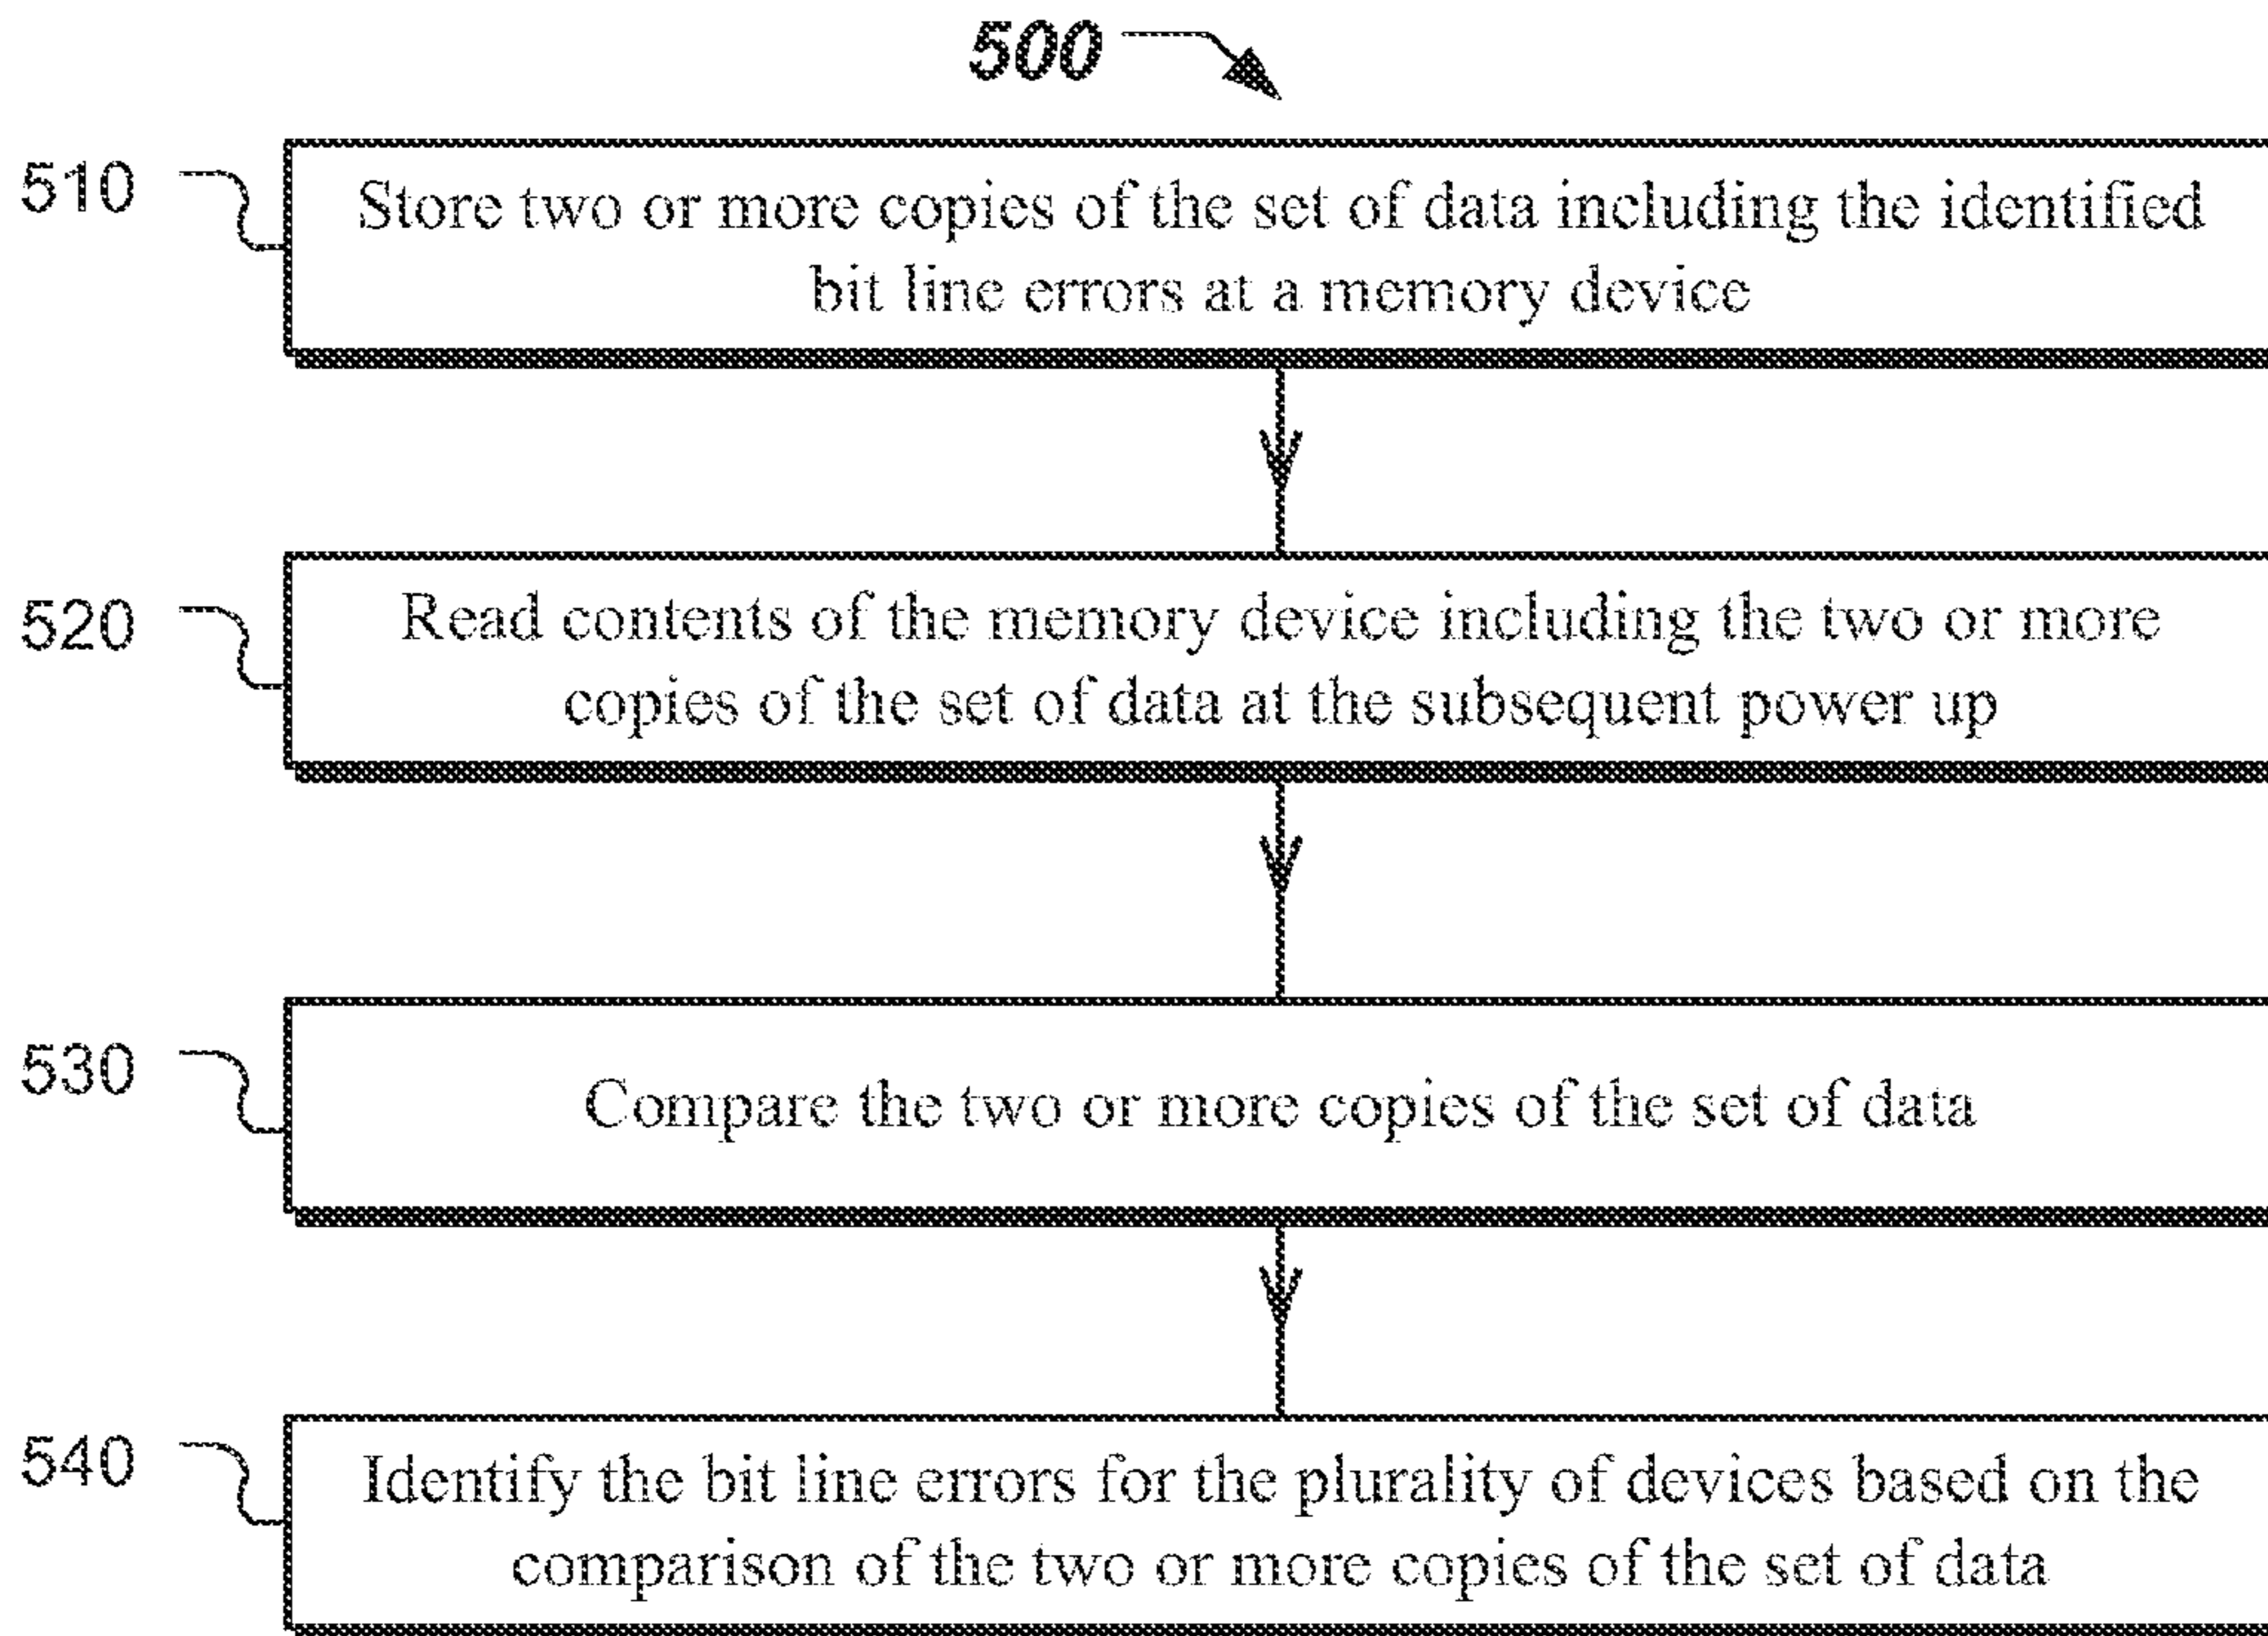 500
510
Store two or more copies of the set of data including the identified
bit line errors at a memory device
520
Read contents of the memory device including the two or more
copies of the set of data at the subsequent power up
530
Compare the two or more copies of the set of data
540
Identify the bit line errors for the plurality of devices based on the
comparison of the two or more copies of the set of data